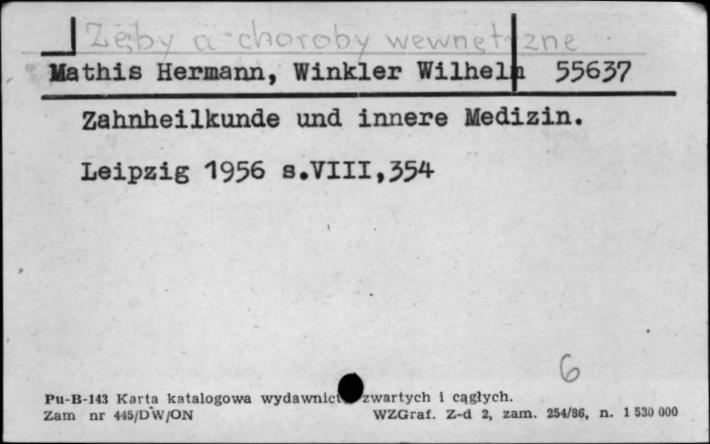 Zęby a choroby wewnętrzne
Mathis Hermann, Winkler Wilhelm 55637
Zahnheilkunde und innere Medizin.
Leipzig 1956 s.VIII,354
6
Pu-B-143 Karta katalogowa wydawnictw zwartych i ciągłych.
Zam nr 445/DW/ON WZGraf. Z-d 2, zam. 254/86, n. 1 530 000